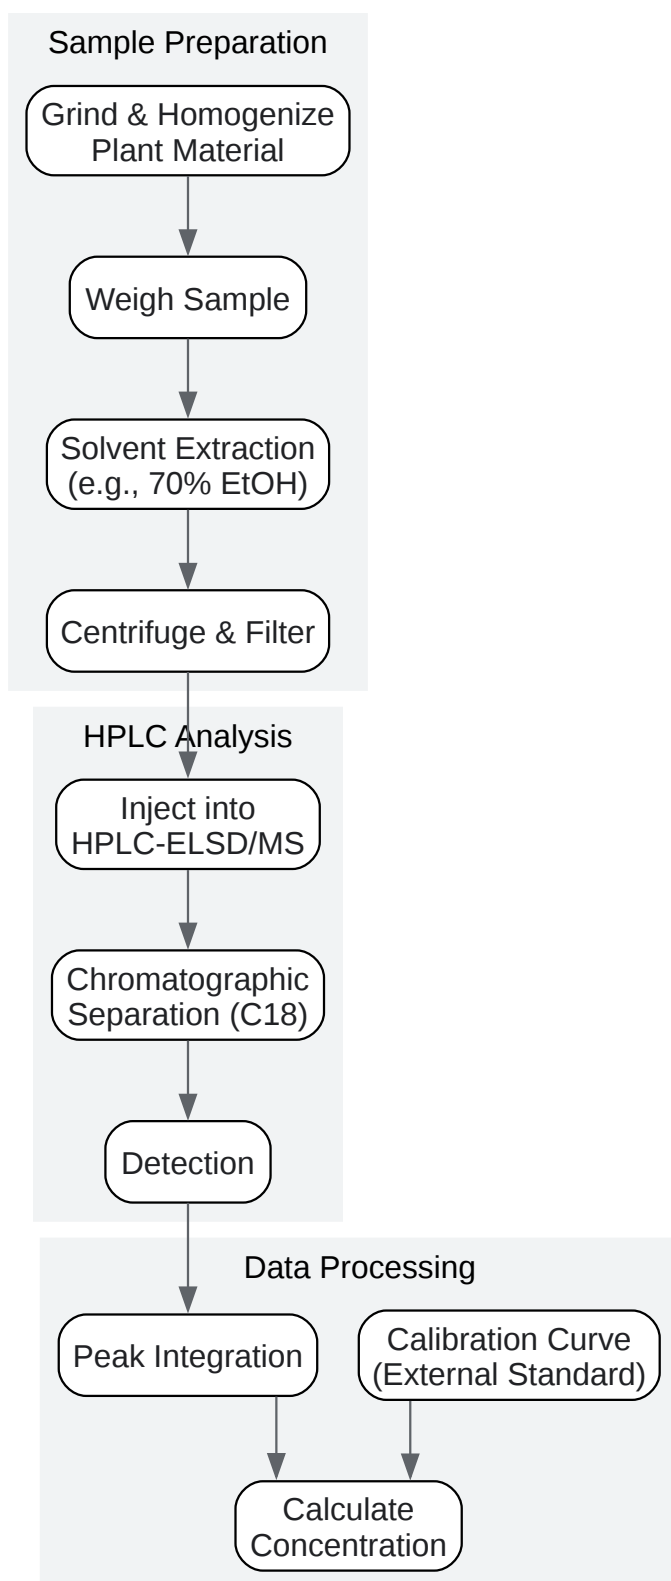 Sample Preparation
Grind & Homogenize
Plant Material
Weigh Sample
Solvent Extraction
(e.g., 70% EtOH)
Centrifuge & Filter
HPLC Analysis
Inject into
HPLC-ELSD/MS
Chromatographic
Separation (C18)
Detection
Data Processing
Peak Integration
Calibration Curve
(External Standard)
Calculate
Concentration